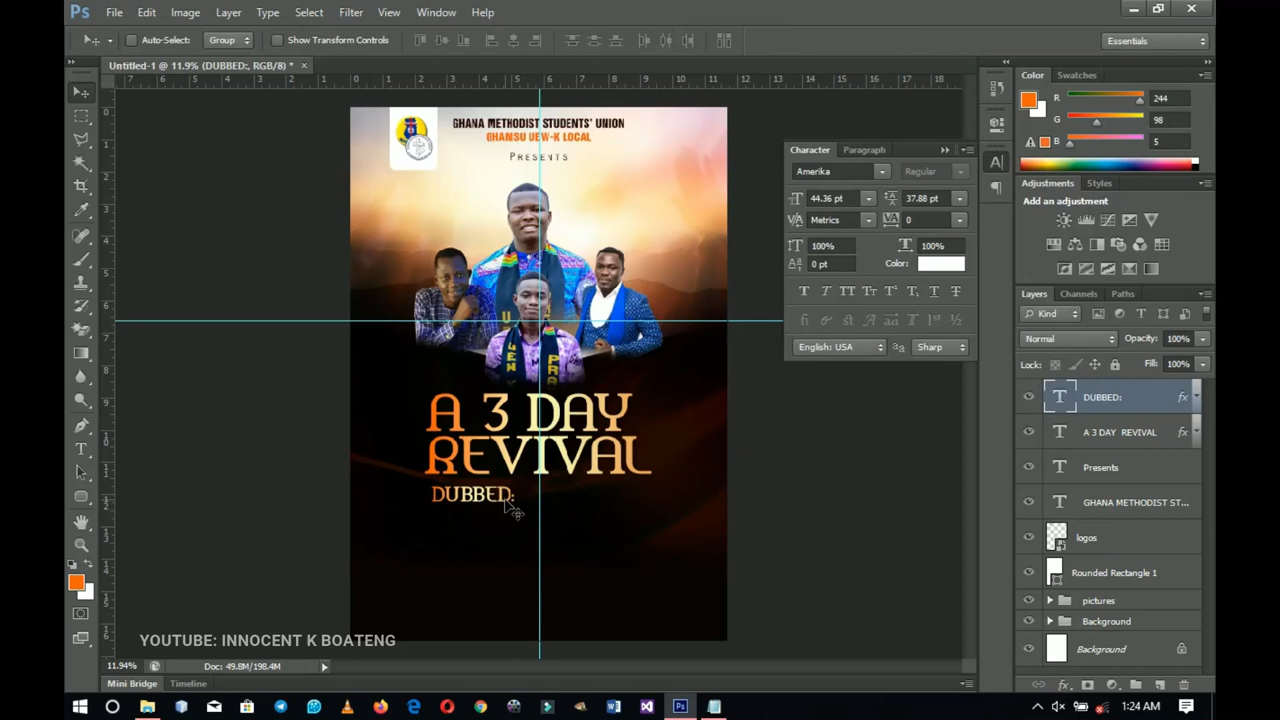 Ps File Edit Image Layer Type Select Filter View Window Help
Auto-Select: Group Show Transform Controls Essentials
Untitled-1 @ 11.9% (DUBBED:, RGB/8) * ×
GHANA METHODIST STUDENTS' UNION
GHAMSU UEW-K LOCAL
PRESENTS
A 3 DAY
REVIVAL
DUBBED:
YOUTUBE: INNOCENT K BOATENG
Character Paragraph
Amerika Regular
44.36 pt 37.88 pt
Metrics 0
100% 100%
0 pt Color:
English: USA Sharp
Color Swatches
R 244
G 98
B 5
Adjustments Styles
Add an adjustment
Layers Channels Paths
Kind
Normal Opacity: 100%
Lock: Fill: 100%
DUBBED: fx
A 3 DAY REVIVAL fx
Presents
GHANA METHODIST ST...
logos
Rounded Rectangle 1
pictures
Background
Background
11.94% Doc: 49.8M/198.4M
Mini Bridge Timeline
1:24 AM